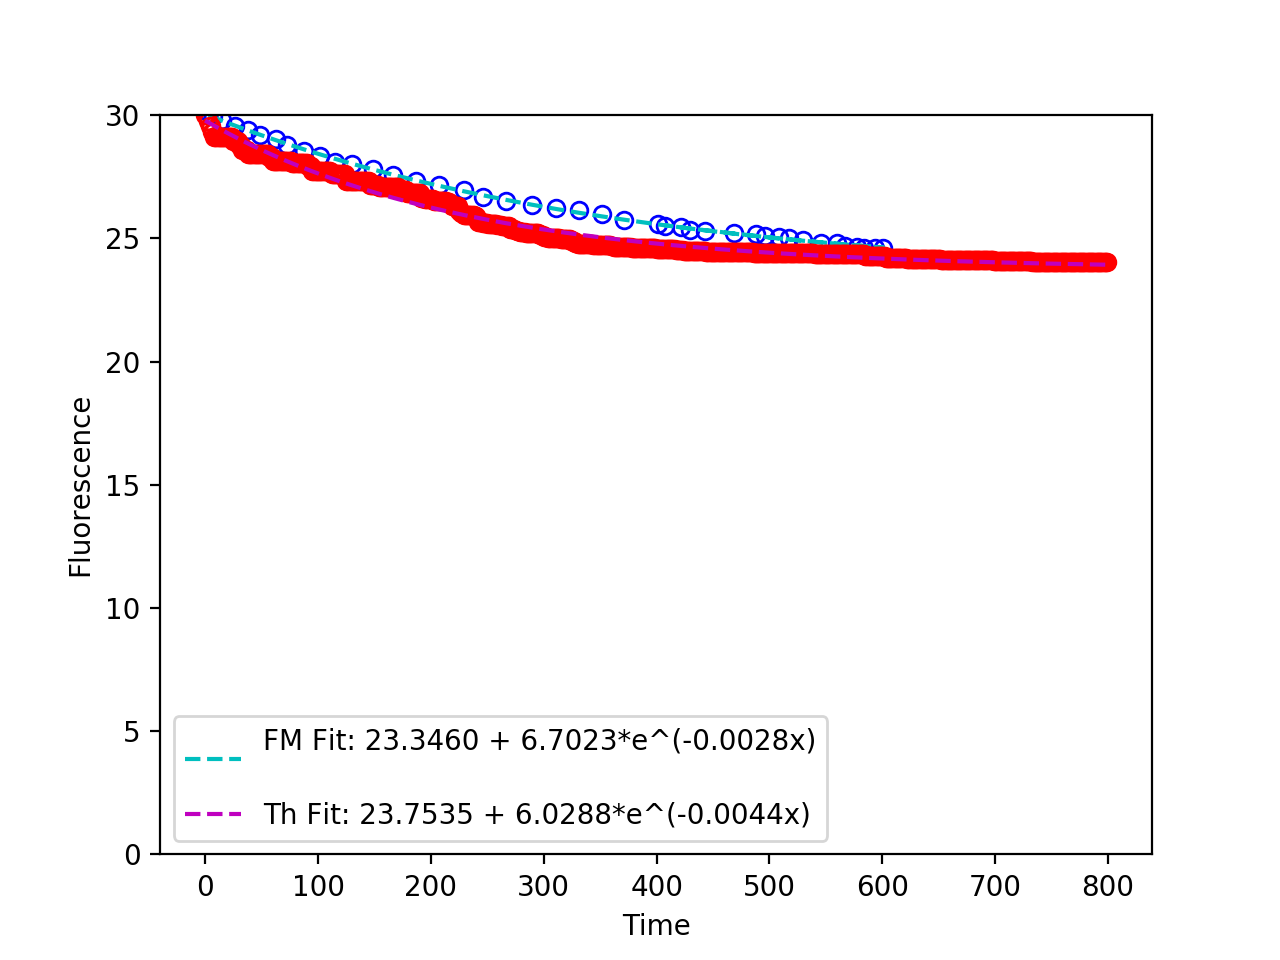 30
25
20
15
10
5
0
Fluorescence
FM Fit: 23.3460 + 6.7023*e^(-0.0028x)
Th Fit: 23.7535 + 6.0288*e^(-0.0044x)
0 100 200 300 400 500 600 700 800
Time